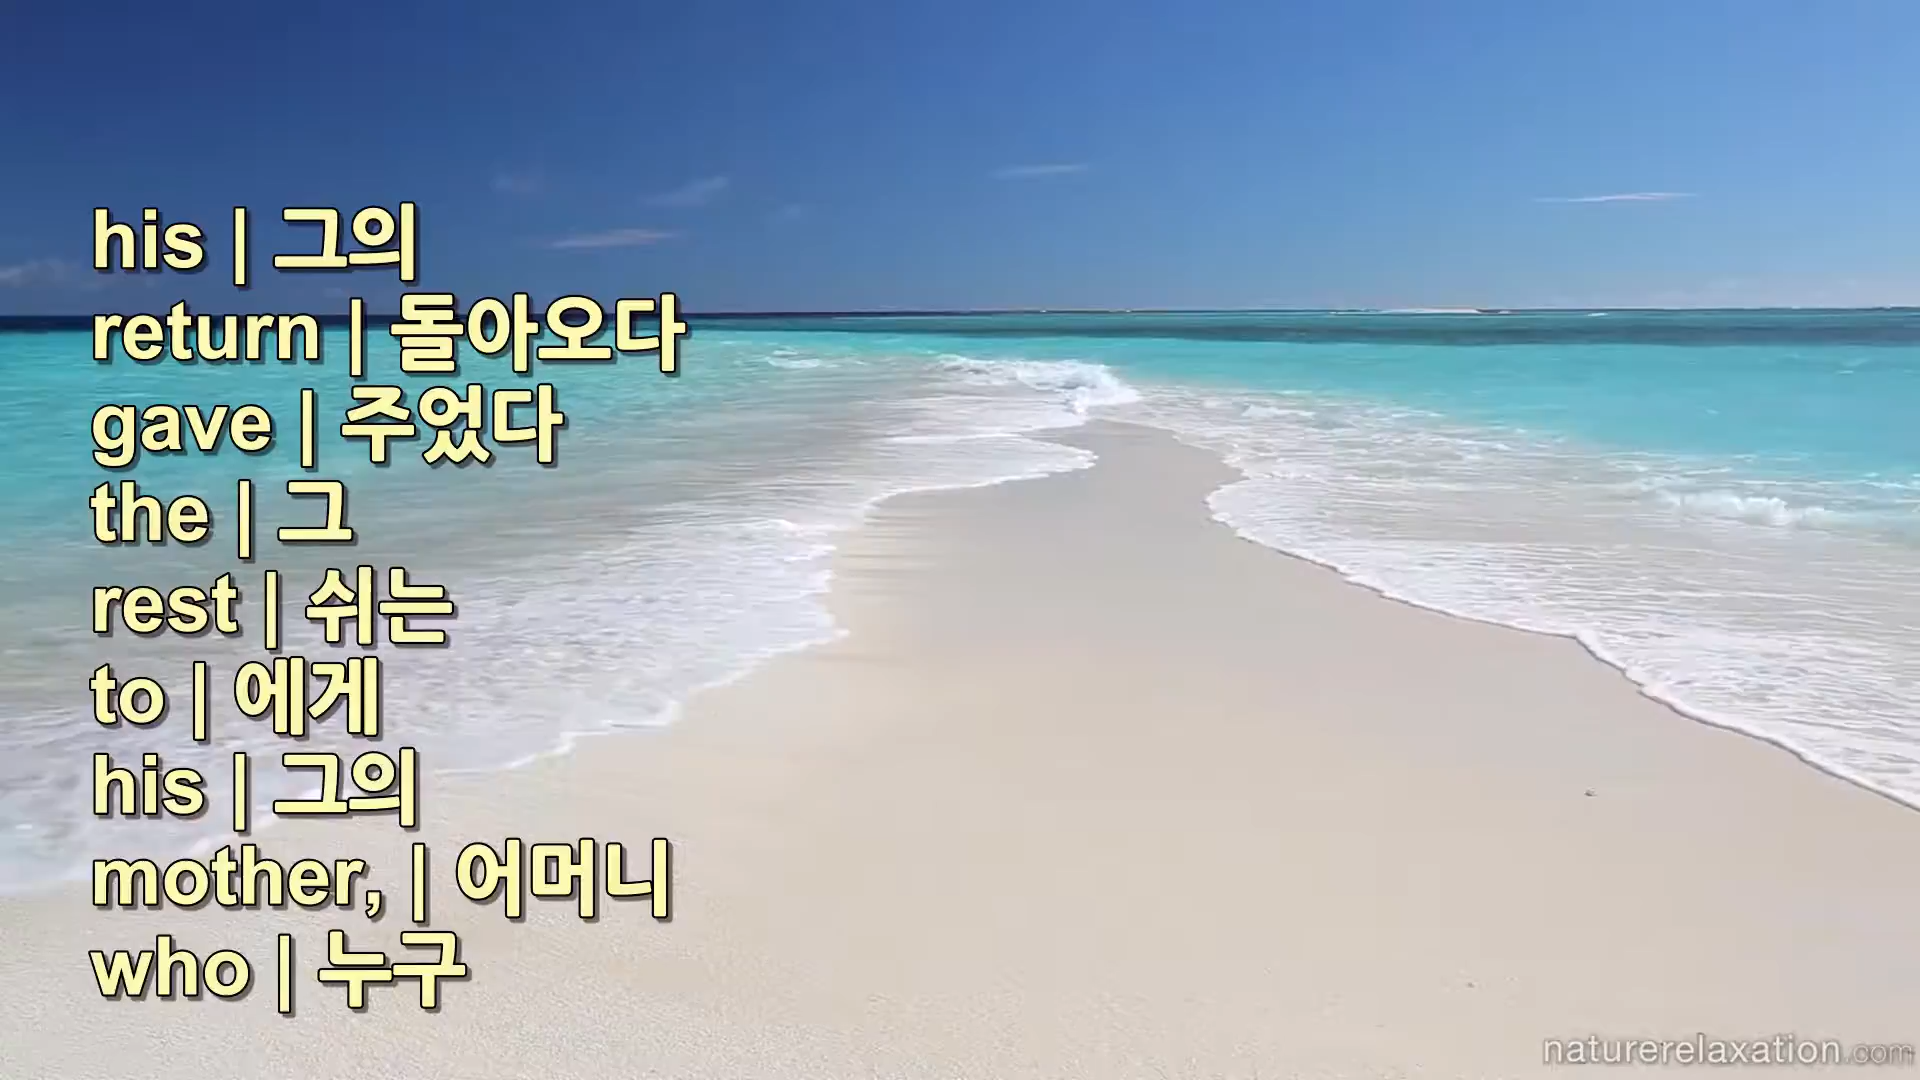 his | 그의
return | 돌아오다
gave | 주었다
the | 그
rest | 쉬는
to | 에게
his | 그의
mother, | 어머니
who | 누구
naturerelaxation.com